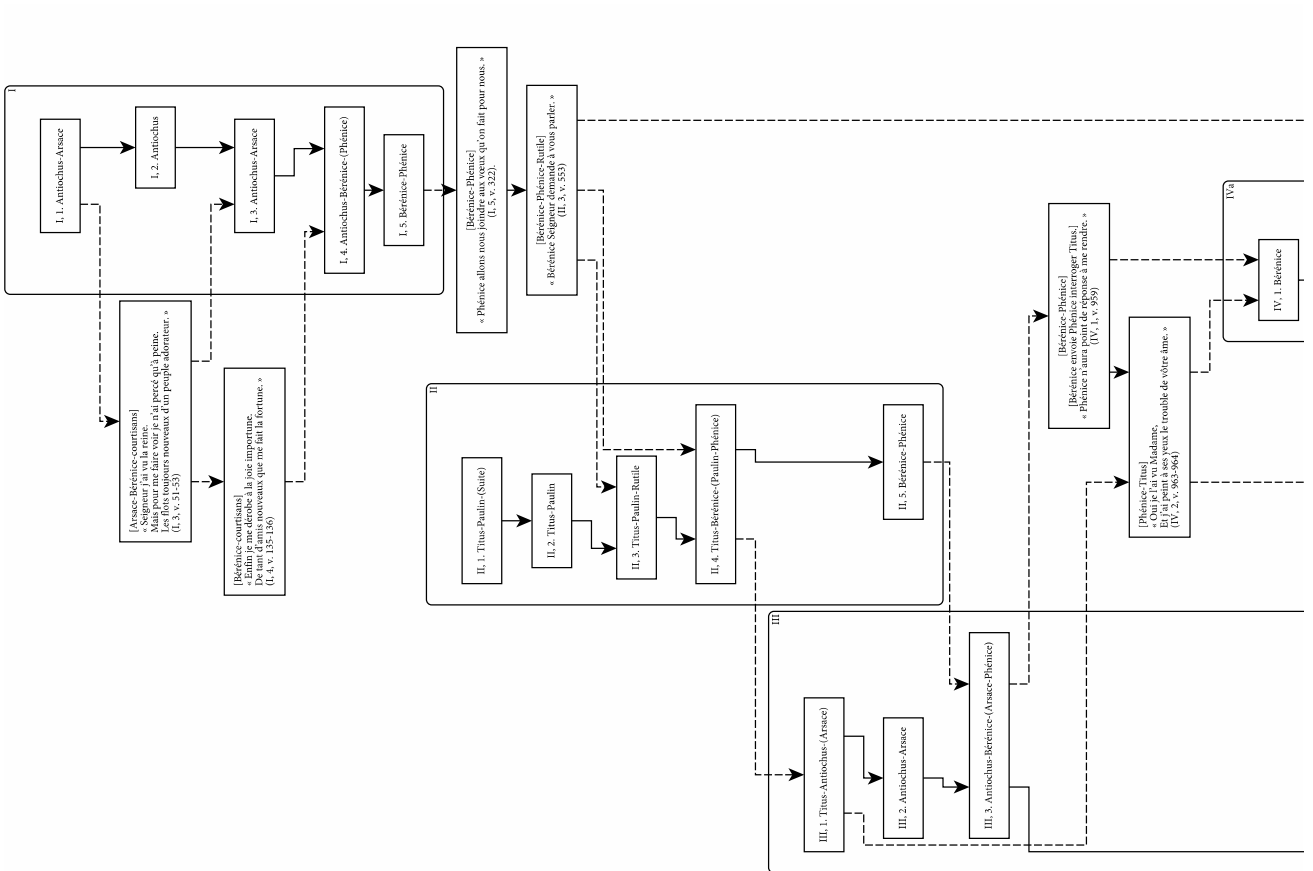 I
I, 1. Antiochus-Arsace
I, 2. Antiochus
I, 3. Antiochus-Arsace
I, 4. Antiochus-Bérénice-(Phénice)
I, 5. Bérénice-Phénice
[Arsace-Bérénice-courtisans]
« Seigneur j'ai vu la reine.
Mais pour me faire voir je n'ai percé qu'à peine.
Les flots toujours nouveaux d'un peuple adorateur. »
(I, 3, v. 51-53)
[Bérénice-courtisans]
« Enfin je me dérobe à la joie importune.
De tant d'amis nouveaux que me fait la fortune. »
(I, 4, v. 135-136)
[Bérénice-Phénice]
« Phénice allons nous joindre aux vœux qu'on fait pour nous. »
(I, 5, v. 322).
[Bérénice-Phénice-Rutile]
« Bérénice Seigneur demande à vous parler. »
(II, 3, v. 553)
II
II, 1. Titus-Paulin-(Suite)
II, 2. Titus-Paulin
II, 3. Titus-Paulin-Rutile
II, 4. Titus-Bérénice-(Paulin-Phénice)
II, 5. Bérénice-Phénice
III
III, 1. Titus-Antiochus-(Arsace)
III, 2. Antiochus-Arsace
III, 3. Antiochus-Bérénice-(Arsace-Phénice)
[Bérénice-Phénice]
[Bérénice envoie Phénice interroger Titus.]
« Phénice n'aura point de réponse à me rendre. »
(IV, 1, v. 959)
[Phénice-Titus]
« Oui je l'ai vu Madame,
Et j'ai peint à ses yeux le trouble de vôtre âme. »
(IV, 2, v. 963-964)
IVa
IV, 1. Bérénice